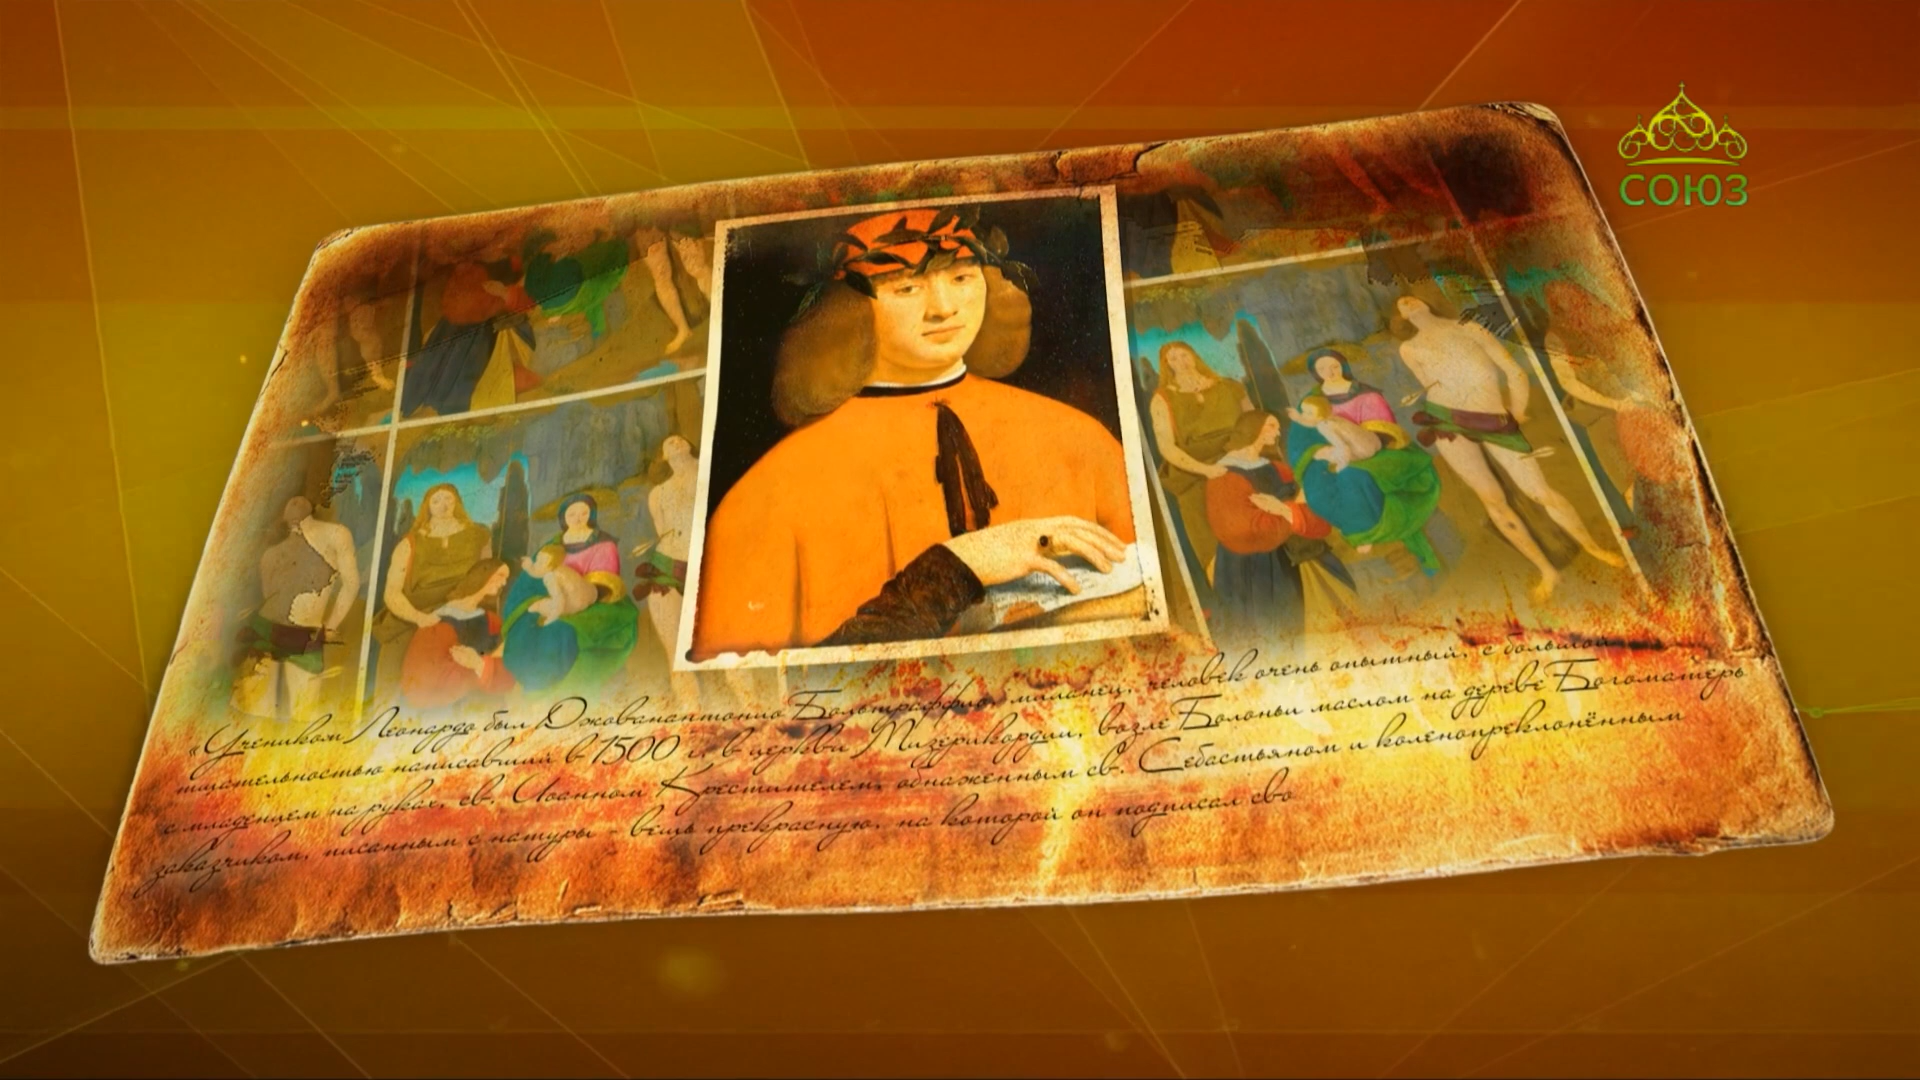 СОЮЗ
«Учеником Леонардо был Джованантонио Больтраффио, миланец, человек очень опытный, с большой
тщательностью написавший в 1500 г. в церкви Мизерикордии, возле Болоньи маслом на дереве Богоматерь
с младенцем на руках, св. Иоанном Крестителем, обнаженным св. Себастьяном и коленопреклонённым
заказчиком, писанным с натуры - вещь прекрасную, на которой он подписал сво